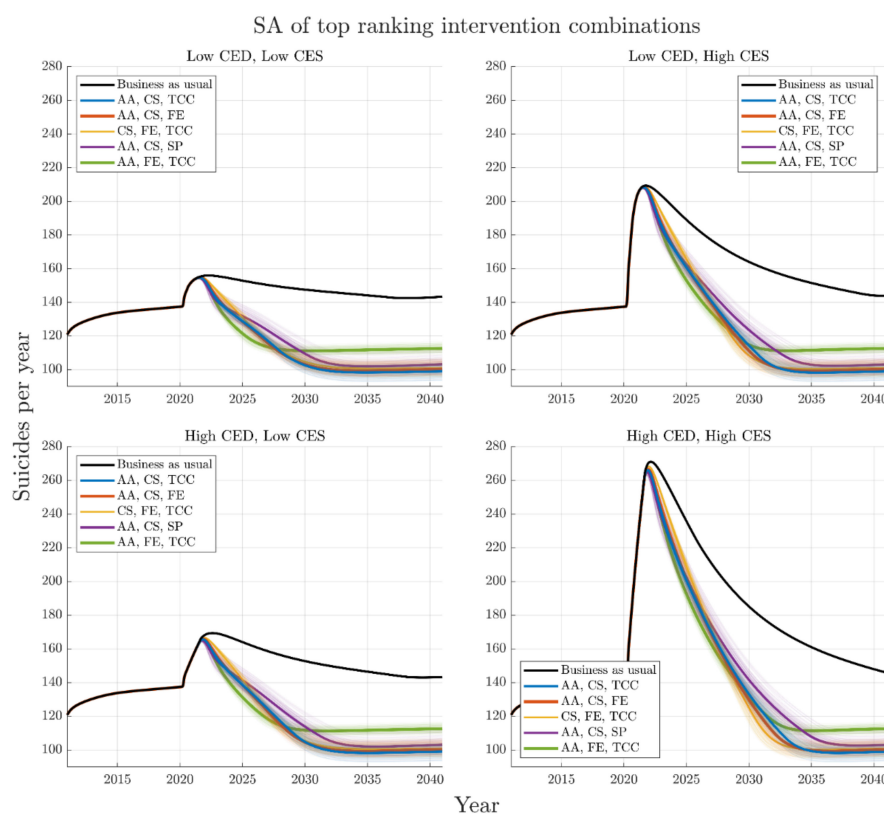 SA of top ranking intervention combinations
Low CED, Low CES
Low CED, High CES
280
260
240
220
200
180
160
140
120
100
Business as usual
AA, CS, TCC
AA, CS, FE
CS, FE, TCC
AA, CS, SP
AA, FE, TCC
2015 2020 2025 2030 2035 2040
280
260
240
220
200
180
160
140
120
100
Business as usual
AA, CS, TCC
AA, CS, FE
CS, FE, TCC
AA, CS, SP
AA, FE, TCC
2015 2020 2025 2030 2035 2040
Suicides per year
High CED, Low CES
High CED, High CES
280
260
240
220
200
180
160
140
120
100
Business as usual
AA, CS, TCC
AA, CS, FE
CS, FE, TCC
AA, CS, SP
AA, FE, TCC
2015 2020 2025 2030 2035 2040
280
260
240
220
200
180
160
140
120
100
Business as usual
AA, CS, TCC
AA, CS, FE
CS, FE, TCC
AA, CS, SP
AA, FE, TCC
2015 2020 2025 2030 2035 2040
Year